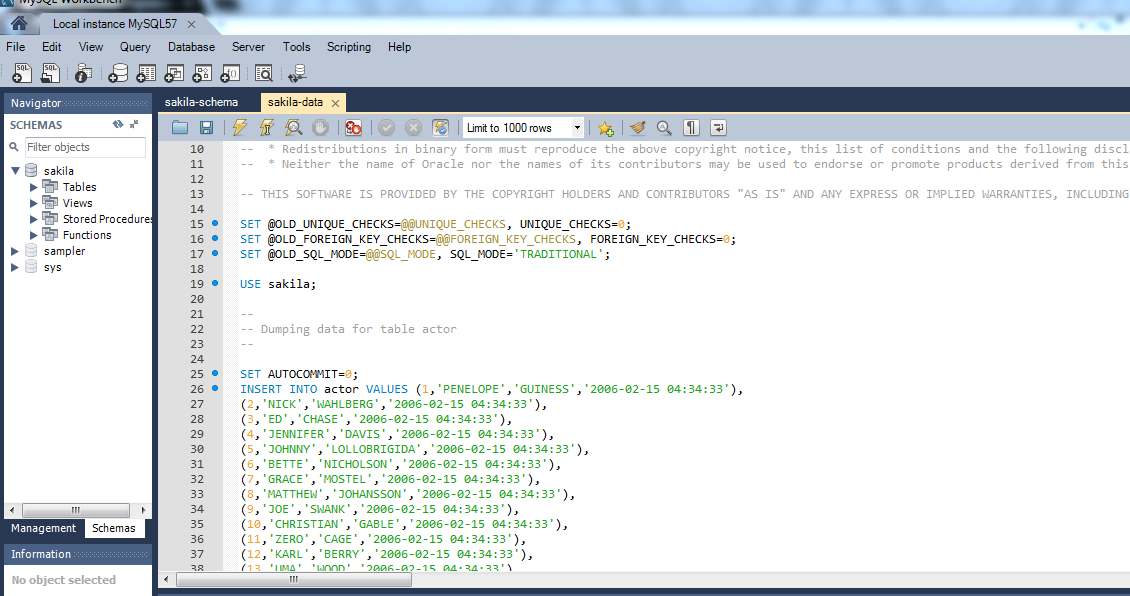 MySQL Workbench
Local instance MySQL57
File Edit View Query Database Server Tools Scripting Help
Navigator
SCHEMAS
Filter objects
sakila
Tables
Views
Stored Procedures
Functions
sampler
sys
Management Schemas
Information
No object selected
sakila-schema sakila-data
Limit to 1000 rows
10 -- * Redistributions in binary form must reproduce the above copyright notice, this list of conditions and the following discl
11 -- * Neither the name of Oracle nor the names of its contributors may be used to endorse or promote products derived from this
12
13 -- THIS SOFTWARE IS PROVIDED BY THE COPYRIGHT HOLDERS AND CONTRIBUTORS "AS IS" AND ANY EXPRESS OR IMPLIED WARRANTIES, INCLUDING
14
15 SET @OLD_UNIQUE_CHECKS=@@UNIQUE_CHECKS, UNIQUE_CHECKS=0;
16 SET @OLD_FOREIGN_KEY_CHECKS=@@FOREIGN_KEY_CHECKS, FOREIGN_KEY_CHECKS=0;
17 SET @OLD_SQL_MODE=@@SQL_MODE, SQL_MODE='TRADITIONAL';
18
19 USE sakila;
20
21 --
22 -- Dumping data for table actor
23 --
24
25 SET AUTOCOMMIT=0;
26 INSERT INTO actor VALUES (1,'PENELOPE','GUINESS','2006-02-15 04:34:33'),
27 (2,'NICK','WAHLBERG','2006-02-15 04:34:33'),
28 (3,'ED','CHASE','2006-02-15 04:34:33'),
29 (4,'JENNIFER','DAVIS','2006-02-15 04:34:33'),
30 (5,'JOHNNY','LOLLOBRIGIDA','2006-02-15 04:34:33'),
31 (6,'BETTE','NICHOLSON','2006-02-15 04:34:33'),
32 (7,'GRACE','MOSTEL','2006-02-15 04:34:33'),
33 (8,'MATTHEW','JOHANSSON','2006-02-15 04:34:33'),
34 (9,'JOE','SWANK','2006-02-15 04:34:33'),
35 (10,'CHRISTIAN','GABLE','2006-02-15 04:34:33'),
36 (11,'ZERO','CAGE','2006-02-15 04:34:33'),
37 (12,'KARL','BERRY','2006-02-15 04:34:33'),
38 (13,'UMA','WOOD','2006-02-15 04:34:33')